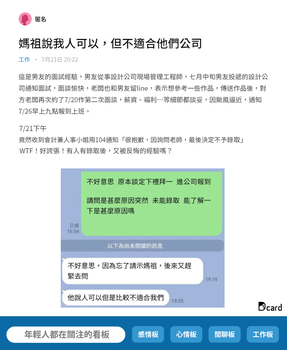 匿名
媽祖說我人可以，但不適合他們公司
工作 · 7月21日 20:22
這是男友的面試經驗，男友從事設計公司現場管理工程師，七月中旬男友投遞的設計公
司通知面試，面談愉快，老闆也和男友留line，表示想參考一些作品，傳送作品後，對
方老闆再次約了7/20作第二次面談，薪資、福利…等細節都談妥，因颱風逼近，通知
7/26早上九點報到上班。
7/21下午
竟然收到會計兼人事小姐用104通知「很抱歉，因詢問老師，最後決定不予錄取」
WTF！好誇張！有人有錄取後，又被反悔的經驗嗎？
不好意思 原本談定下禮拜一 進公司報到
請問是甚麼原因突然 未能錄取 能了解一
下是甚麼原因嗎
已讀
16:54
以下為尚未閱讀的訊息
不好意思，因為忘了請示媽祖，後來又趕
緊去問
19:19
他說人可以但是比較不適合我們
19:33
Dcard
年輕人都在關注的看板
感情板
心情板
閒聊板
工作板